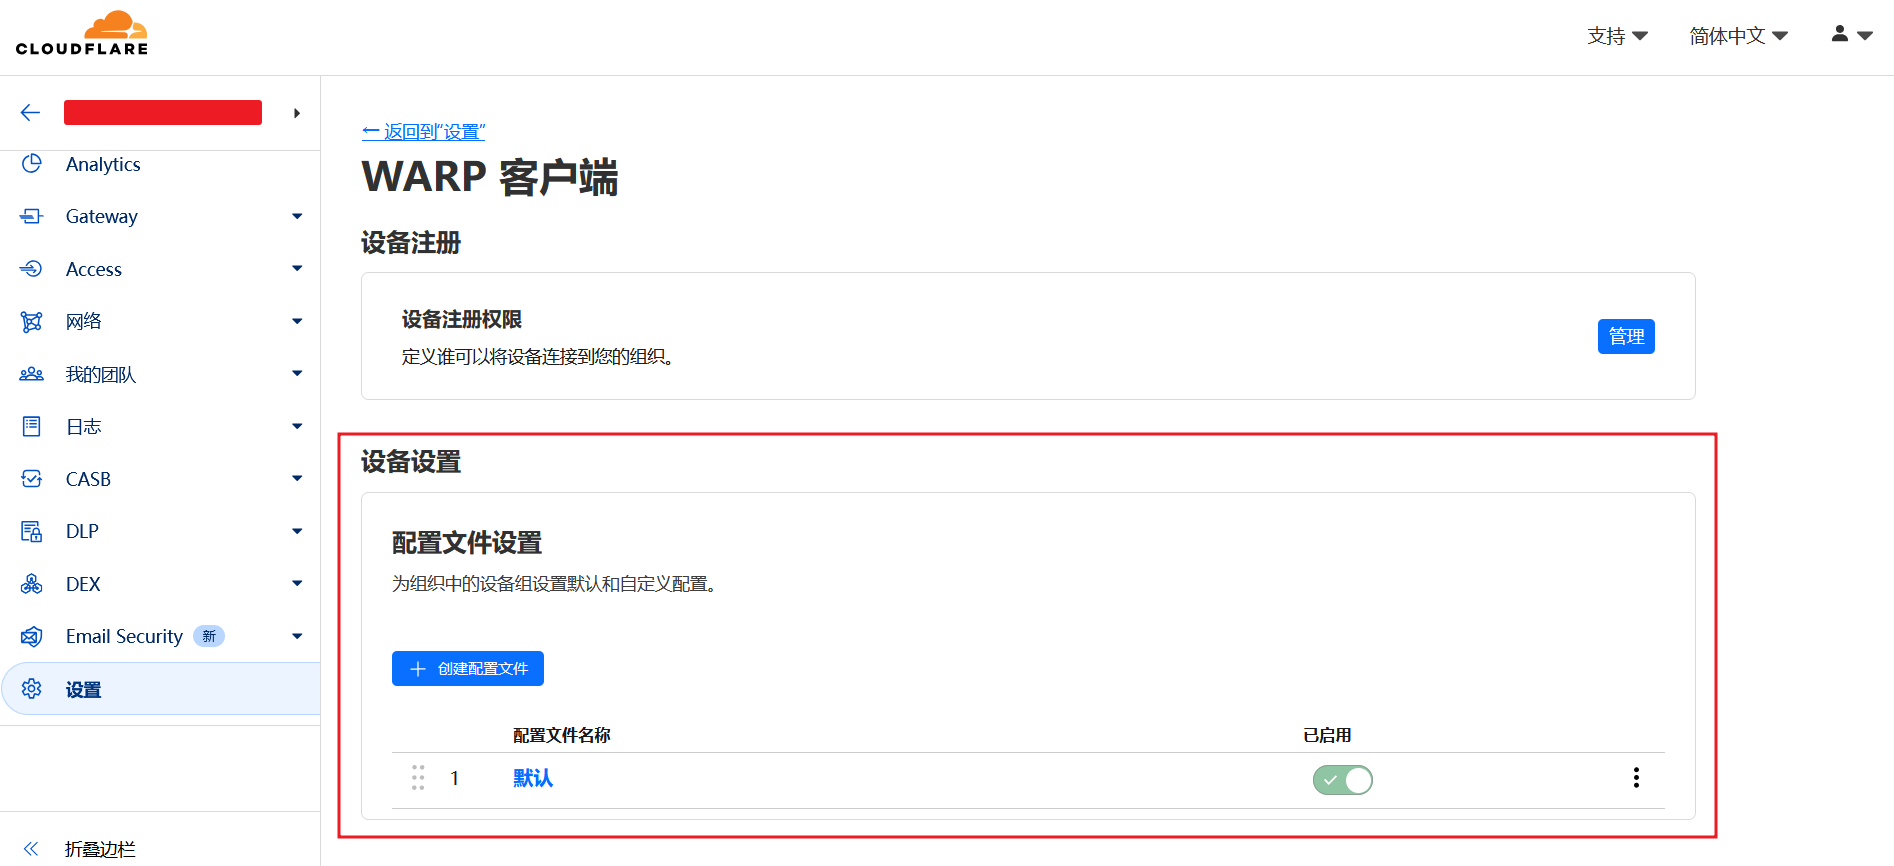 CLOUDFLARE
支持
简体中文
Analytics
Gateway
Access
网络
我的团队
日志
CASB
DLP
DEX
Email Security 新
设置
折叠边栏
← 返回到“设置”
WARP 客户端
设备注册
设备注册权限
定义谁可以将设备连接到您的组织。
管理
设备设置
配置文件设置
为组织中的设备组设置默认和自定义配置。
创建配置文件
配置文件名称 已启用
1 默认